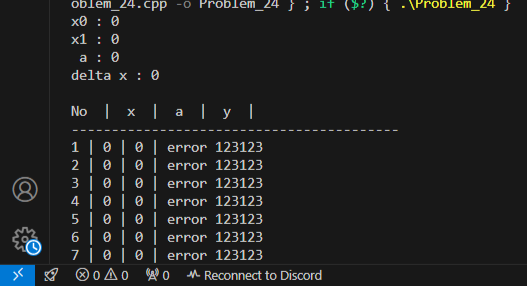 oblem_24.cpp -o Problem_24 } ; if ($?) { .\Problem_24 }
x0 : 0
x1 : 0
 a : 0
delta x : 0
No  |  x  |  a  |  y  |
-----------------------------------------
1 | 0 | 0 | error 123123
2 | 0 | 0 | error 123123
3 | 0 | 0 | error 123123
4 | 0 | 0 | error 123123
5 | 0 | 0 | error 123123
6 | 0 | 0 | error 123123
7 | 0 | 0 | error 123123
0 0 0 Reconnect to Discord